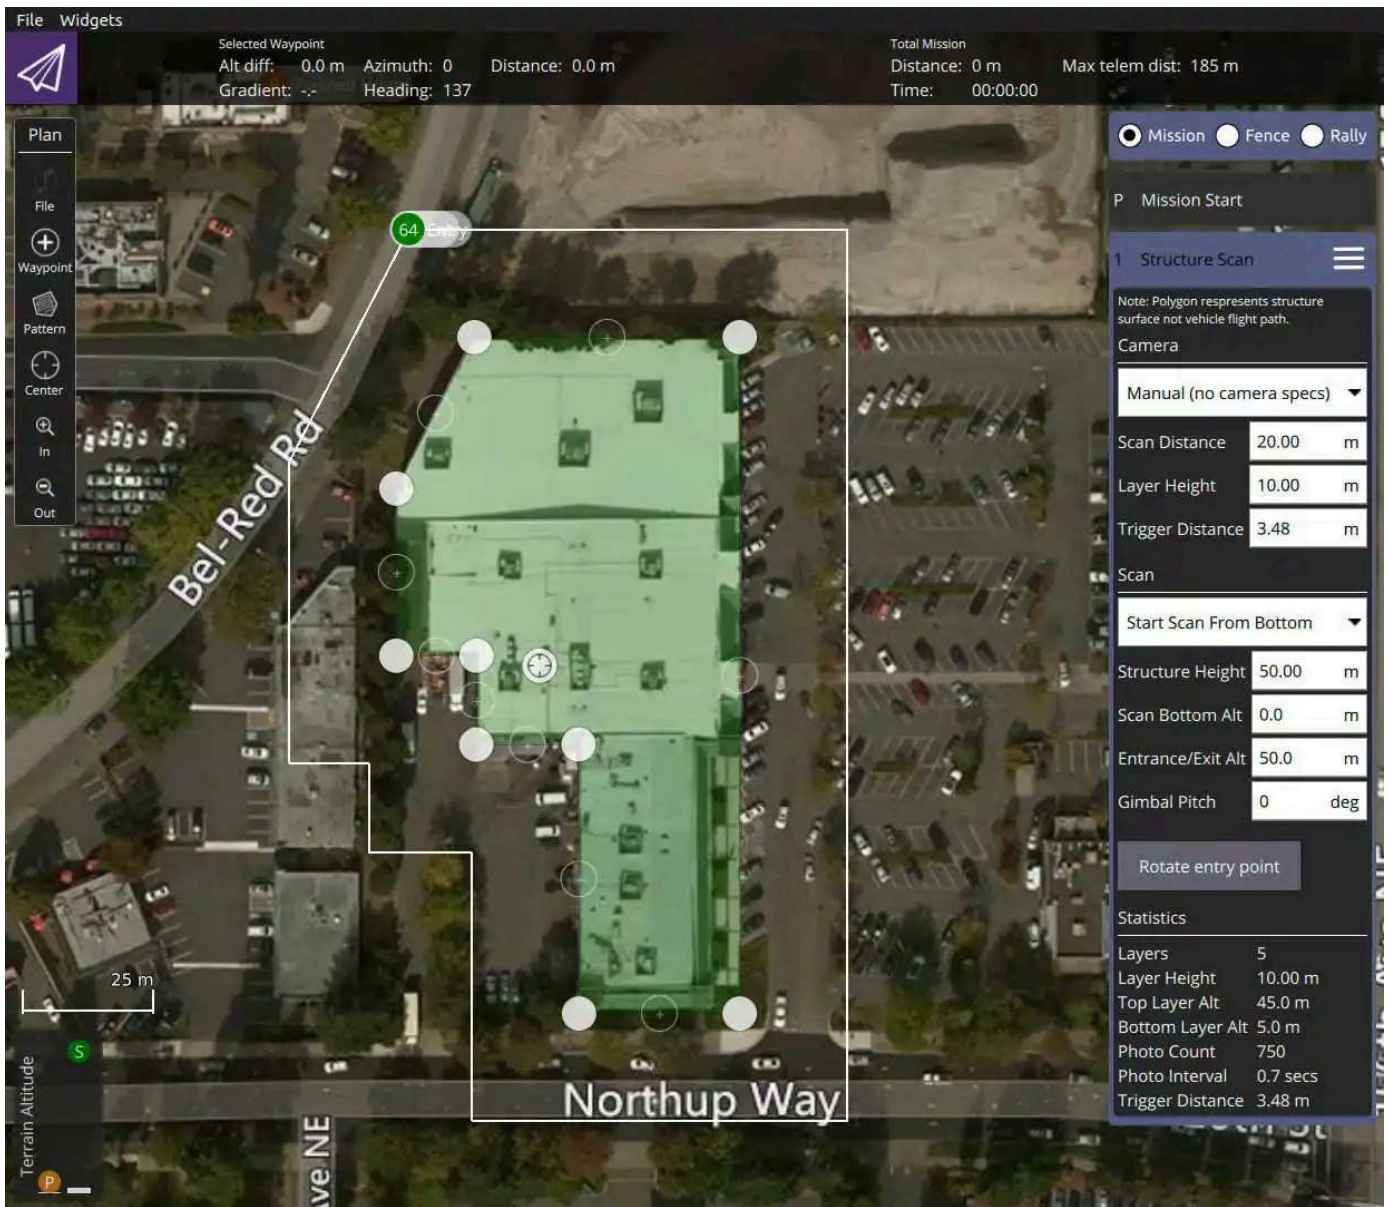 File Widgets
Selected Waypoint
Alt diff: 0.0 m Azimuth: 0 Distance: 0.0 m
Gradient: -.- Heading: 137
Total Mission
Distance: 0 m Max telem dist: 185 m
Time: 00:00:00
Plan
File
Waypoint
Pattern
Center
In
Out
64 Entry
Bel-Red Rd
Northup Way
Ave NE
25 m
Terrain Altitude
S
P
Mission Fence Rally
P Mission Start
1 Structure Scan
Note: Polygon respresents structure
surface not vehicle flight path.
Camera
Manual (no camera specs)
Scan Distance 20.00 m
Layer Height 10.00 m
Trigger Distance 3.48 m
Scan
Start Scan From Bottom
Structure Height 50.00 m
Scan Bottom Alt 0.0 m
Entrance/Exit Alt 50.0 m
Gimbal Pitch 0 deg
Rotate entry point
Statistics
Layers 5
Layer Height 10.00 m
Top Layer Alt 45.0 m
Bottom Layer Alt 5.0 m
Photo Count 750
Photo Interval 0.7 secs
Trigger Distance 3.48 m